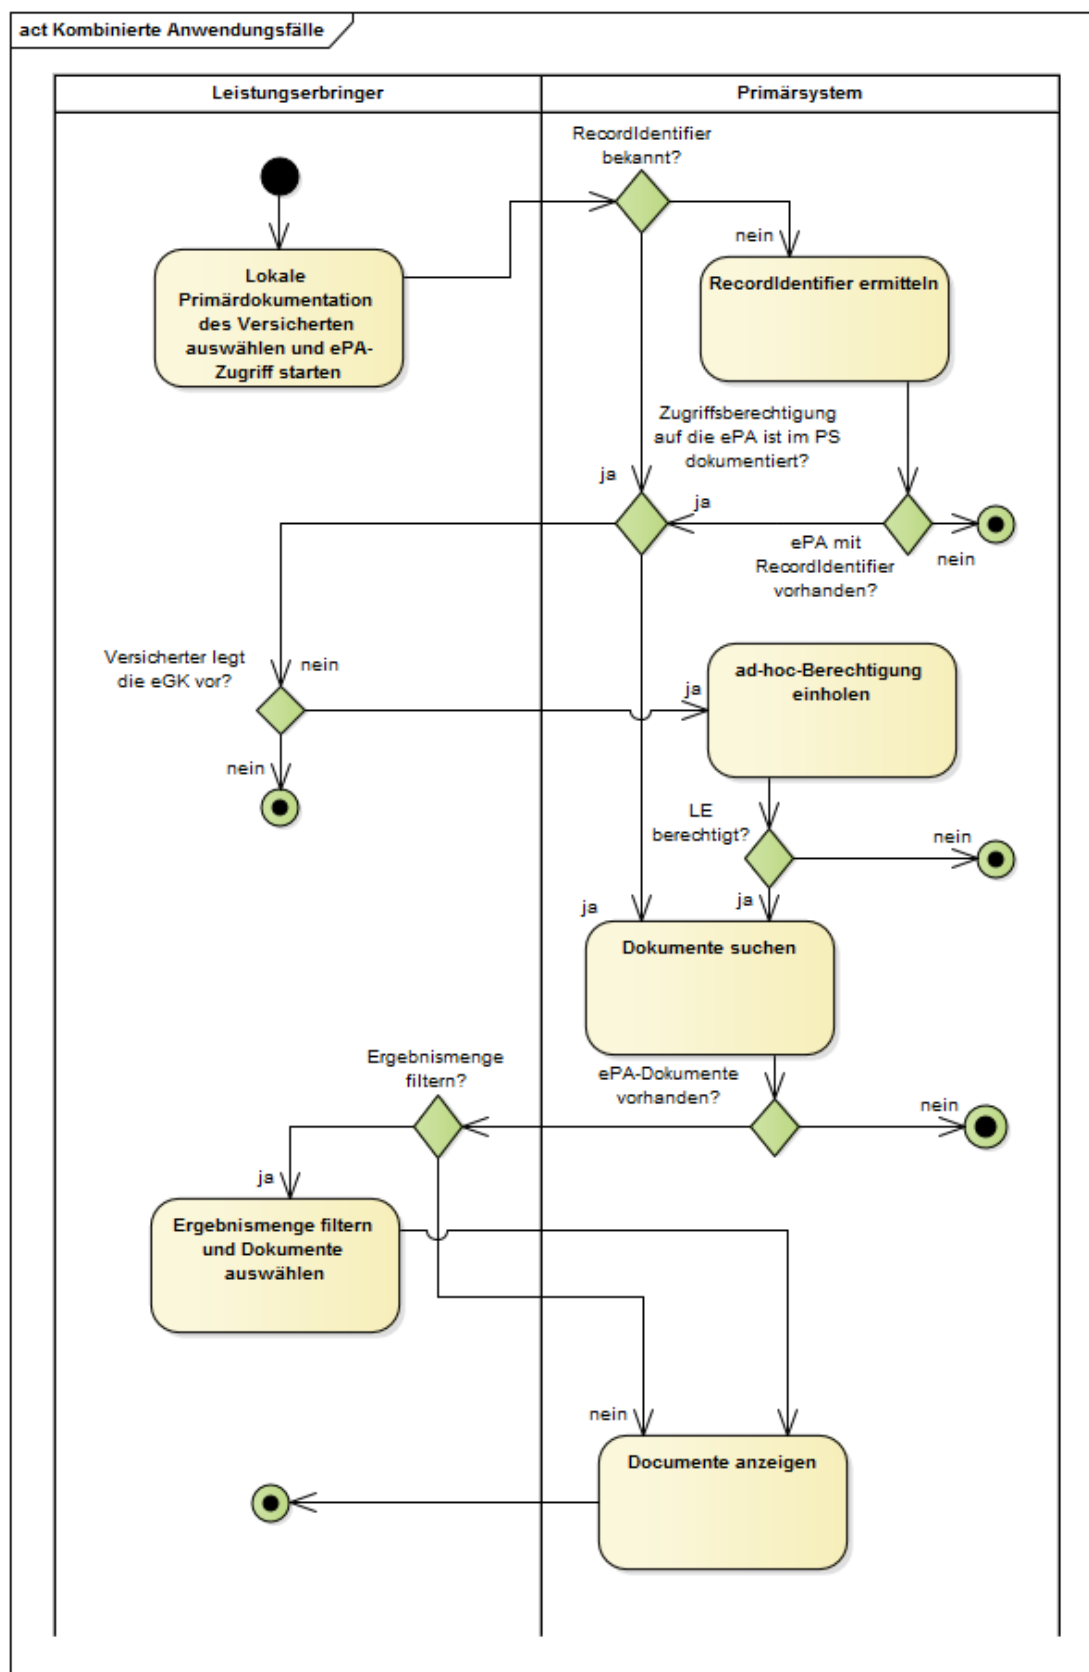 act Kombinierte Anwendungsfälle
Leistungserbringer
Primärsystem
RecordIdentifier
bekannt?
nein
Lokale
Primärdokumentation
des Versicherten
auswählen und ePA-
Zugriff starten
RecordIdentifier ermitteln
Zugriffsberechtigung
auf die ePA ist im PS
dokumentiert?
ja
ja
ePA mit
RecordIdentifier
vorhanden?
nein
Versicherter legt
die eGK vor?
nein
ja
ad-hoc-Berechtigung
einholen
nein
LE
berechtigt?
nein
ja
ja
Dokumente suchen
Ergebnismenge
filtern?
ePA-Dokumente
vorhanden?
nein
ja
Ergebnismenge filtern
und Dokumente
auswählen
nein
Documente anzeigen